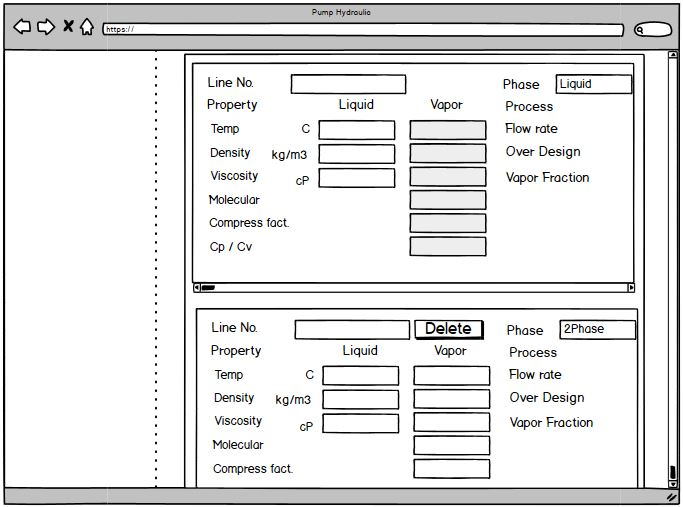 Pump Hydraulic
https://
Line No. Phase Liquid
Property Liquid Vapor Process
Temp C Flow rate
Density kg/m3 Over Design
Viscosity cP Vapor Fraction
Molecular
Compress fact.
Cp / Cv
Line No. Delete Phase 2Phase
Property Liquid Vapor Process
Temp C Flow rate
Density kg/m3 Over Design
Viscosity cP Vapor Fraction
Molecular
Compress fact.